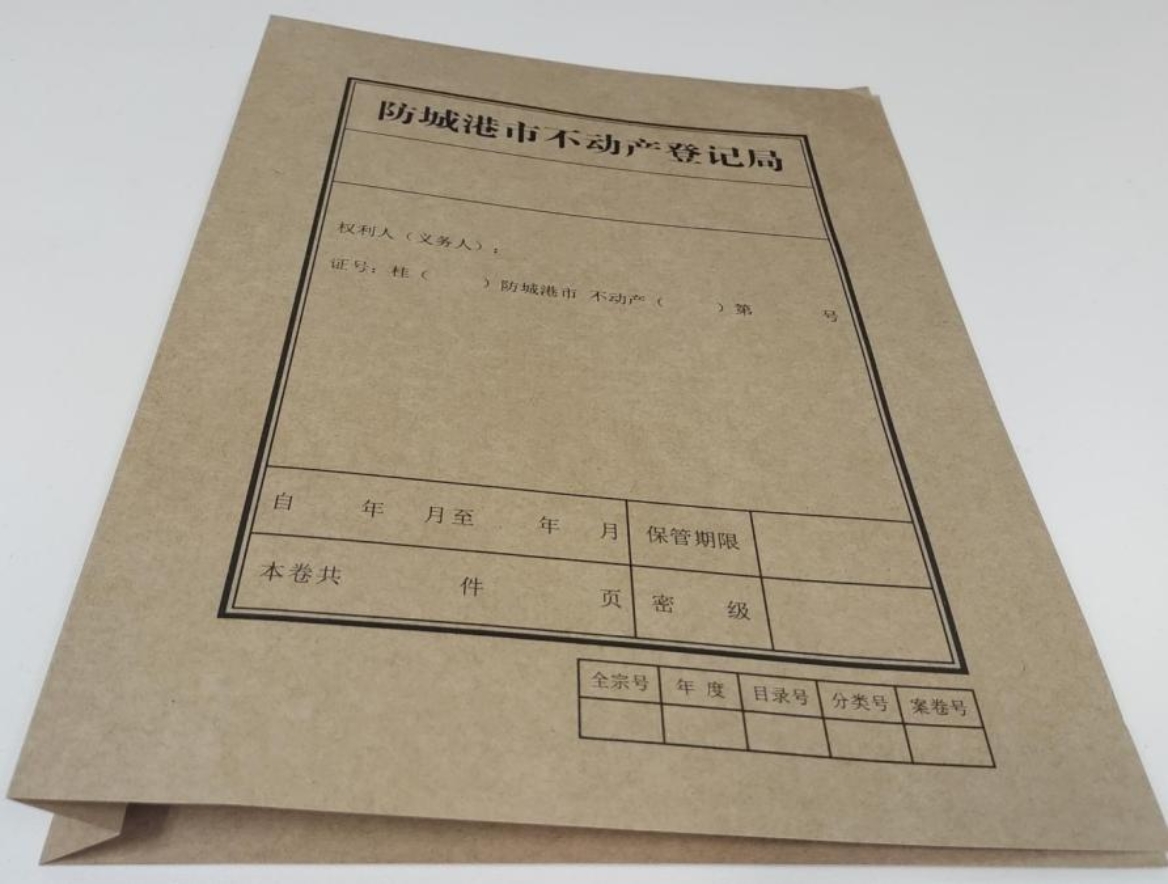 防城港市不动产登记局
权利人（义务人）：
证号：桂（ ）防城港市 不动产（ ）第 号
自 年 月至 年 月 保管期限
本卷共 件 页 密 级
全宗号 年 度 目录号 分类号 案卷号